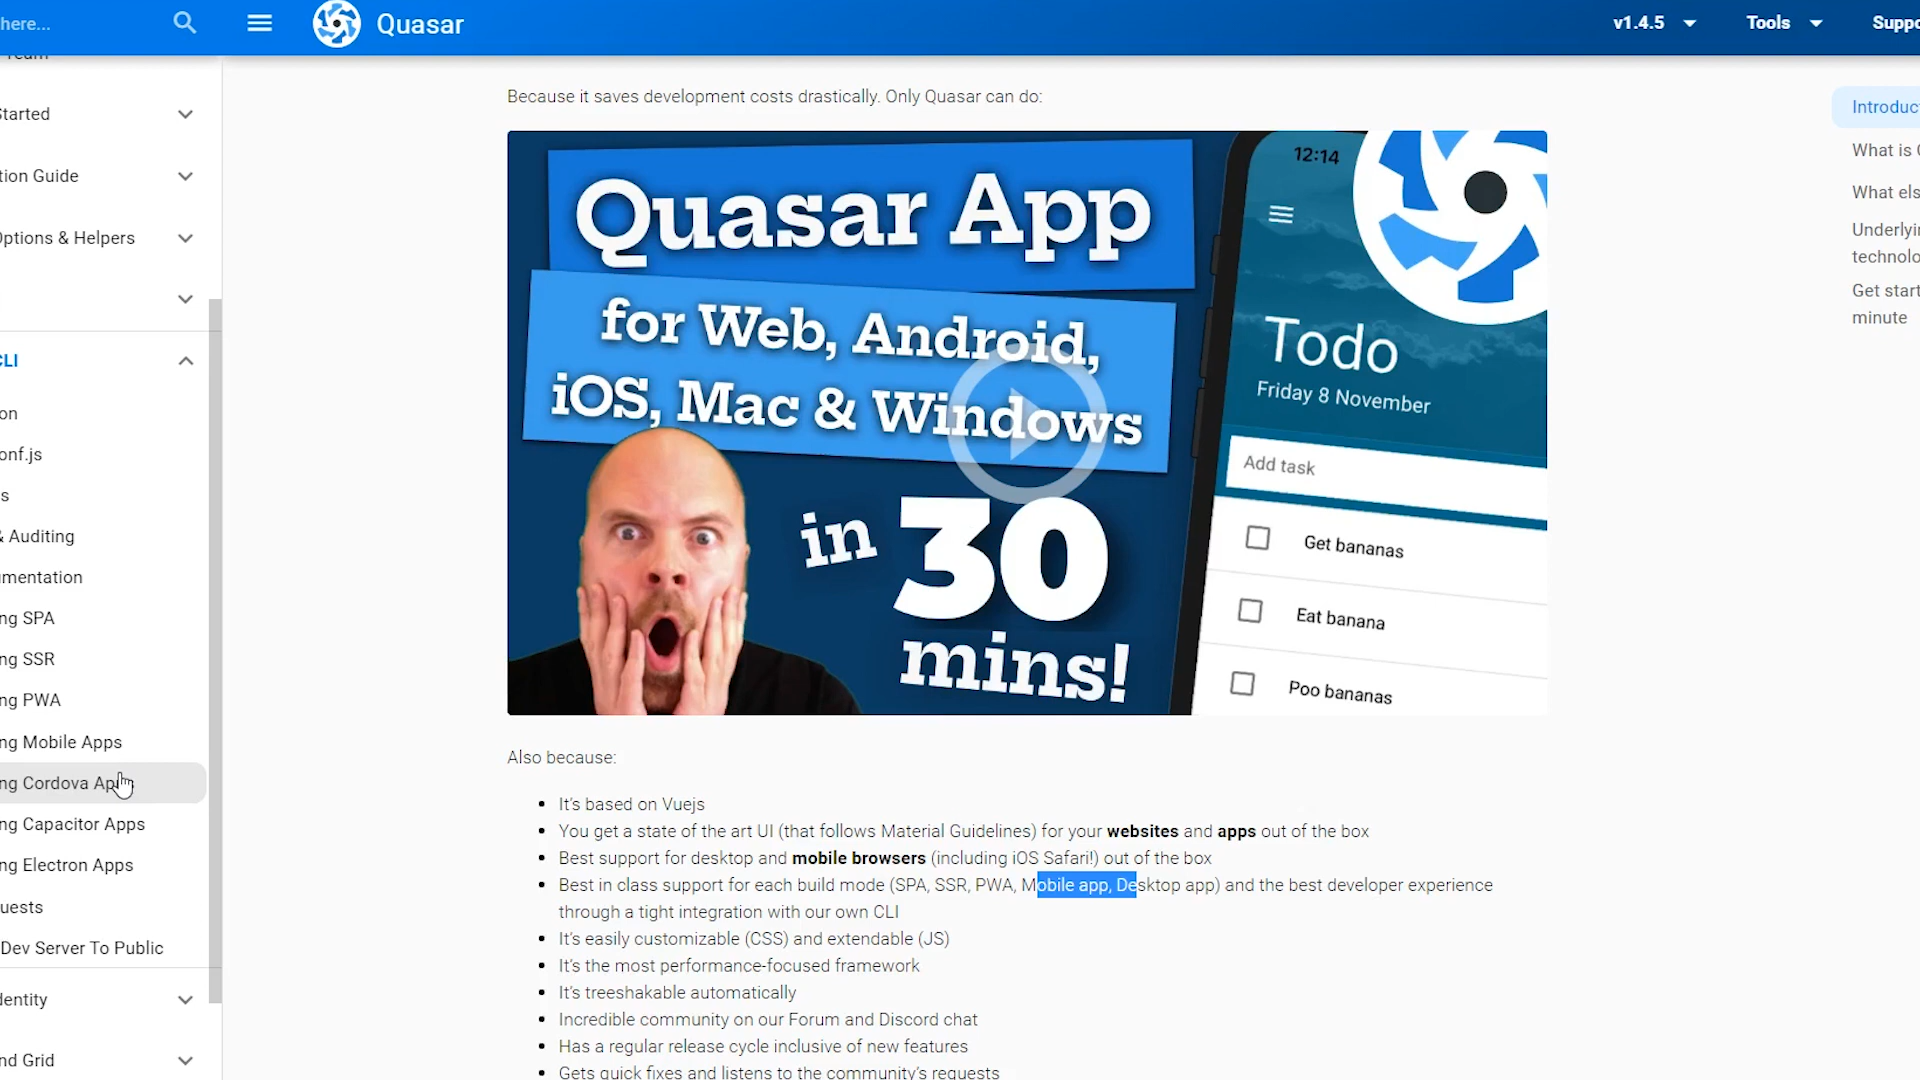 here...
Quasar
v1.4.5
Tools
Suppo
Team
Started
tion Guide
Options & Helpers
CLI
on
onf.js
s
& Auditing
umentation
ng SPA
ng SSR
ng PWA
ng Mobile Apps
ng Cordova Apps
ng Capacitor Apps
ng Electron Apps
uests
Dev Server To Public
dentity
nd Grid
Because it saves development costs drastically. Only Quasar can do:
Quasar App
for Web, Android,
iOS, Mac & Windows
in 30
mins!
12:14
Todo
Friday 8 November
Add task
Get bananas
Eat banana
Poo bananas
Also because:
It's based on Vuejs
You get a state of the art UI (that follows Material Guidelines) for your websites and apps out of the box
Best support for desktop and mobile browsers (including iOS Safari!) out of the box
Best in class support for each build mode (SPA, SSR, PWA, Mobile app, Desktop app) and the best developer experience
through a tight integration with our own CLI
It's easily customizable (CSS) and extendable (JS)
It's the most performance-focused framework
It's treeshakable automatically
Incredible community on our Forum and Discord chat
Has a regular release cycle inclusive of new features
Gets quick fixes and listens to the community's requests
Introduc
What is
What els
Underlyi
technolo
Get start
minute